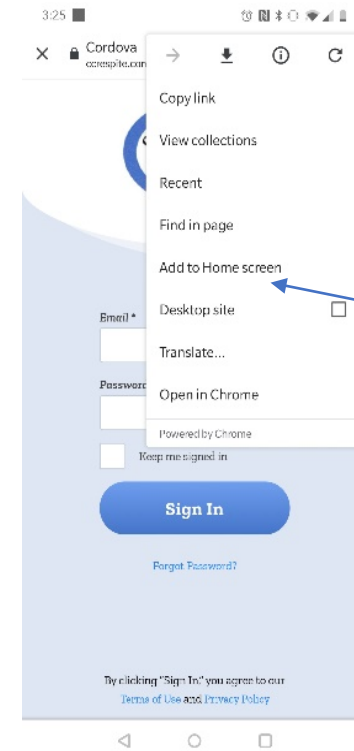 3:25
Cordova
ccrespite.com
Copy link
View collections
Recent
Find in page
Add to Home screen
Desktop site
Translate...
Open in Chrome
Powered by Chrome
Email *
Password
Keep me signed in
Sign In
Forgot Password?
By clicking "Sign In," you agree to our
Terms of Use and Privacy Policy